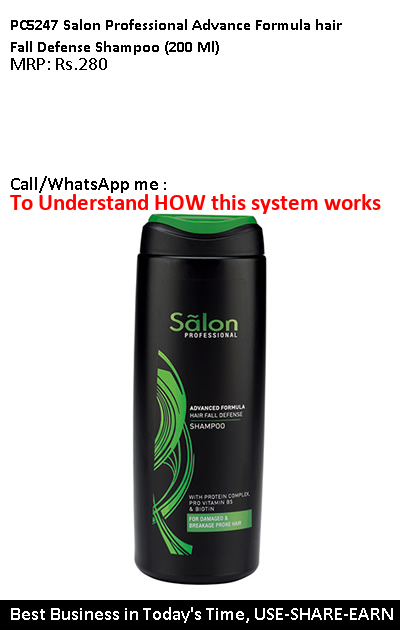 PC5247 Salon Professional Advance Formula hair
Fall Defense Shampoo (200 Ml)
MRP: Rs.280
Call/WhatsApp me :
To Understand HOW this system works
Sãlon
PROFESSIONAL
ADVANCED FORMULA
HAIR FALL DEFENSE
SHAMPOO
WITH PROTEIN COMPLEX,
PRO VITAMIN B5
& BIOTIN
FOR DAMAGED &
BREAKAGE PRONE HAIR
Best Business in Today's Time, USE-SHARE-EARN